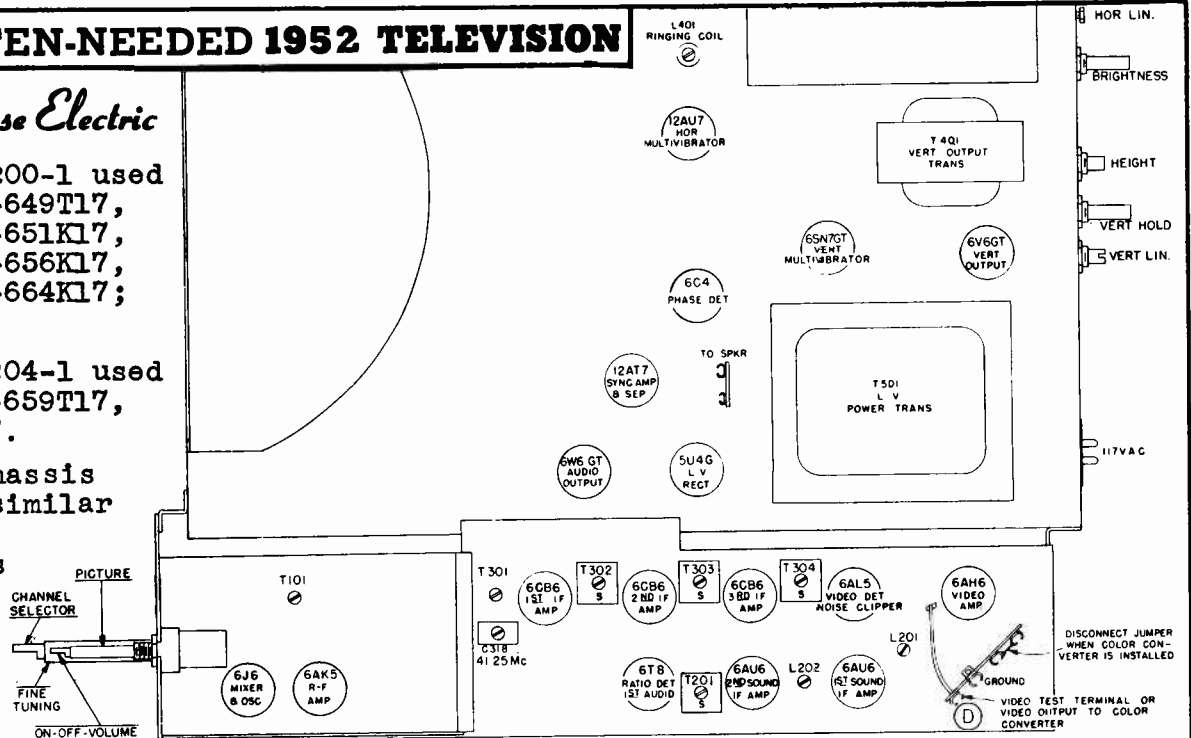 TEN-NEEDED 1952 TELEVISION
se Electric
200-1 used
-649T17,
-651K17,
-656K17,
-664K17;
204-1 used
-659T17,
.
hassis
similar
s
L401
RINGING COIL
12AU7
HOR
MULTIVIBRATOR
T401
VERT OUTPUT
TRANS
HOR LIN.
BRIGHTNESS
HEIGHT
VERT HOLD
VERT LIN.
6SN7GT
VERT
MULTIVIBRATOR
6V6GT
VERT
OUTPUT
6C4
PHASE DET
TO SPKR
12AT7
SYNC AMP
& SEP
T501
L V
POWER TRANS
6W6 GT
AUDIO
OUTPUT
5U4G
L V
RECT
117VAC
PICTURE
CHANNEL
SELECTOR
FINE
TUNING
ON-OFF-VOLUME
T101
6J6
MIXER
& OSC
6AK5
R-F
AMP
T301
C318
41 25 Mc
6CB6
1ST IF
AMP
T302
S
6CB6
2ND IF
AMP
T303
S
6CB6
3RD IF
AMP
T304
S
6AL5
VIDEO DET
NOISE CLIPPER
6AH6
VIDEO
AMP
6T8
RATIO DET
1ST AUDIO
T201
S
6AU6
2ND SOUND
IF AMP
L202
6AU6
1ST SOUND
IF AMP
L201
DISCONNECT JUMPER
WHEN COLOR CON-
VERTER IS INSTALLED
GROUND
D
VIDEO TEST TERMINAL OR
VIDEO OUTPUT TO COLOR
CONVERTER